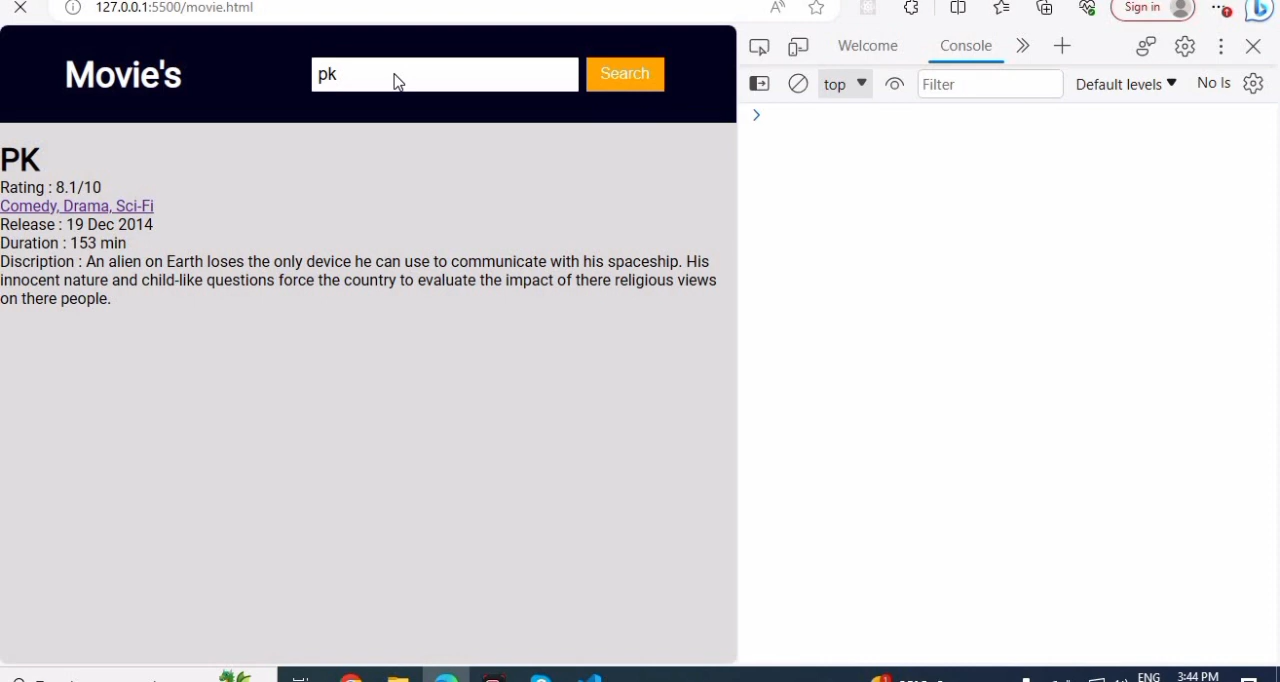 127.0.0.1:5500/movie.html
Sign in
Movie's
pk
Search
Welcome
Console
top
Filter
Default levels
No Is
PK
Rating : 8.1/10
Comedy, Drama, Sci-Fi
Release : 19 Dec 2014
Duration : 153 min
Discription : An alien on Earth loses the only device he can use to communicate with his spaceship. His
innocent nature and child-like questions force the country to evaluate the impact of there religious views
on there people.
ENG
3:44 PM